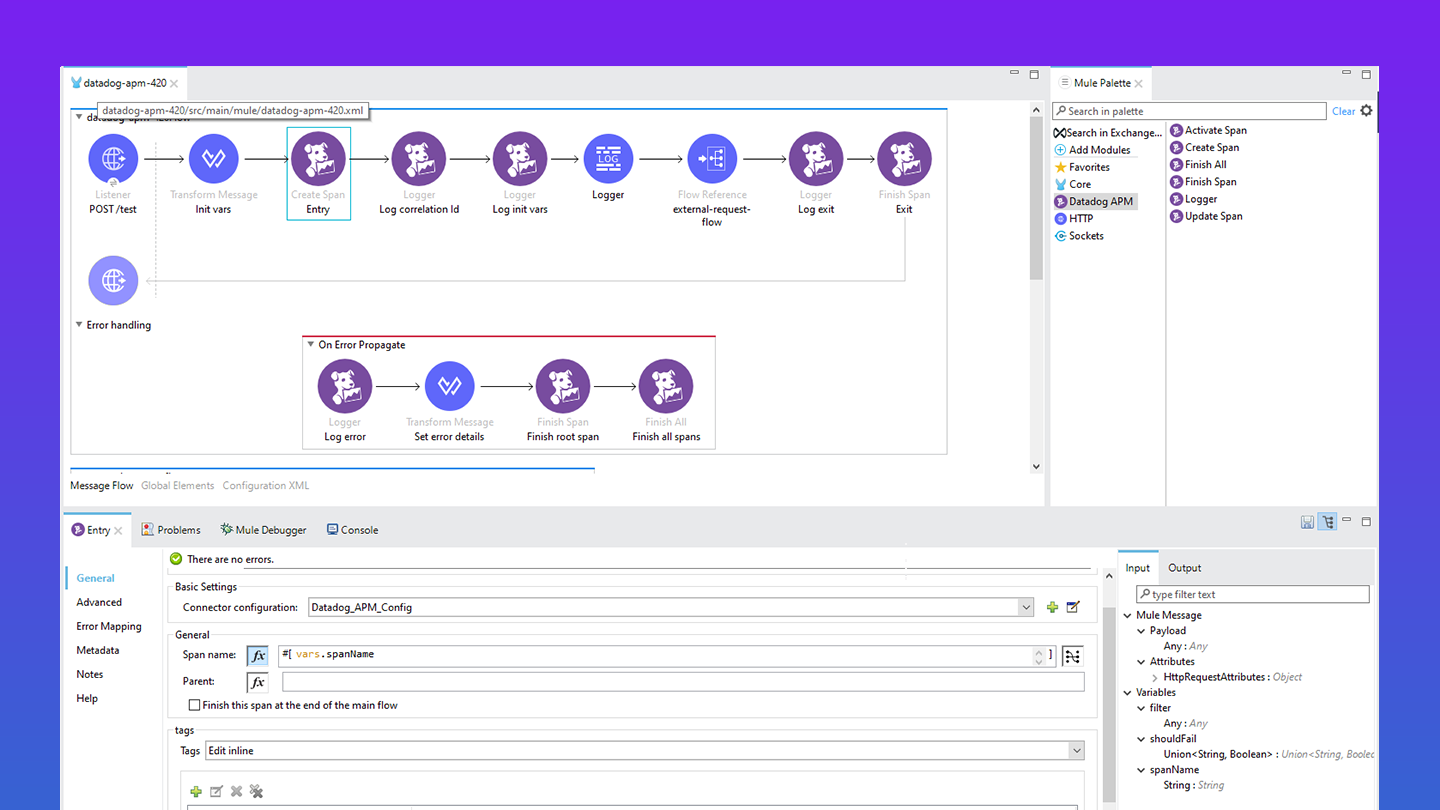 datadog-apm-420
datadog-apm-420/src/main/mule/datadog-apm-420.xml
Listener
POST /test
Transform Message
Init vars
Create Span
Entry
Logger
Log correlation Id
Logger
Log init vars
LOG
Logger
Flow Reference
external-request-
flow
Logger
Log exit
Finish Span
Exit
Error handling
On Error Propagate
Logger
Log error
Transform Message
Set error details
Finish Span
Finish root span
Finish All
Finish all spans
Message Flow
Global Elements
Configuration XML
Mule Palette
Search in palette
Clear
Search in Exchange...
Add Modules
Favorites
Core
Datadog APM
HTTP
Sockets
Activate Span
Create Span
Finish All
Finish Span
Logger
Update Span
Entry
Problems
Mule Debugger
Console
General
Advanced
Error Mapping
Metadata
Notes
Help
There are no errors.
Basic Settings
Connector configuration:
Datadog_APM_Config
General
Span name:
fx
#[ vars.spanName
]
Parent:
fx
Finish this span at the end of the main flow
tags
Tags
Edit inline
Input
Output
type filter text
Mule Message
Payload
Any : Any
Attributes
HttpRequestAttributes : Object
Variables
filter
Any : Any
shouldFail
Union<String, Boolean> : Union<String, Boolec
spanName
String : String